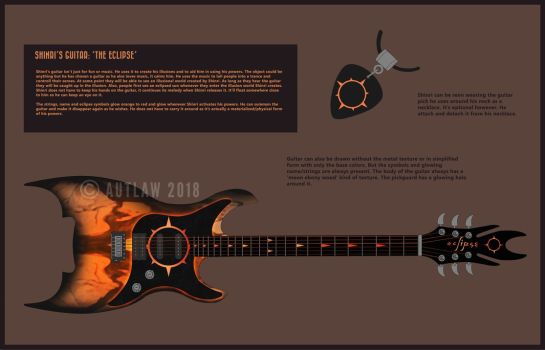 SHINRI'S GUITAR: 'THE ECLIPSE'
Shinri's guitar isn't just for fun or music. He uses it to create his illusions and to aid him in using his powers. The object could be
anything but he has chosen a guitar as he also loves music, it calms him. He uses the music to lull people into a trance and
control their senses. At some point they will be able to see an illusional world created by Shinri. As long as they hear the guitar
they will be caught up in the illusion. Also, people first see an eclipsed sun whenever they enter the illusion world Shinri creates.
Shinri does not have to keep his hands on the guitar, it continues its melody when Shinri releases it. It'll float somewhere close
to him so he can keep an eye on it.
The strings, name and eclipse symbols glow orange to red and glow whenever Shinri activates his powers. He can summon the
guitar and make it disappear again as he wishes. He does not have to carry it around as it's actually a materialized/physical form
of his powers.
Shinri can be seen wearing the guitar
pick he uses around his neck as a
necklace. It's optional however. He
attach and detach it from his necklace.
Guitar can also be drawn without the metal texture or in simplified
form with only the base colors. But the symbols and glowing
name/strings are always present. The body of the guitar always has a
'moon ebony wood' kind of texture. The pickguard has a glowing halo
around it.
© AUTLAW 2018
eclipse